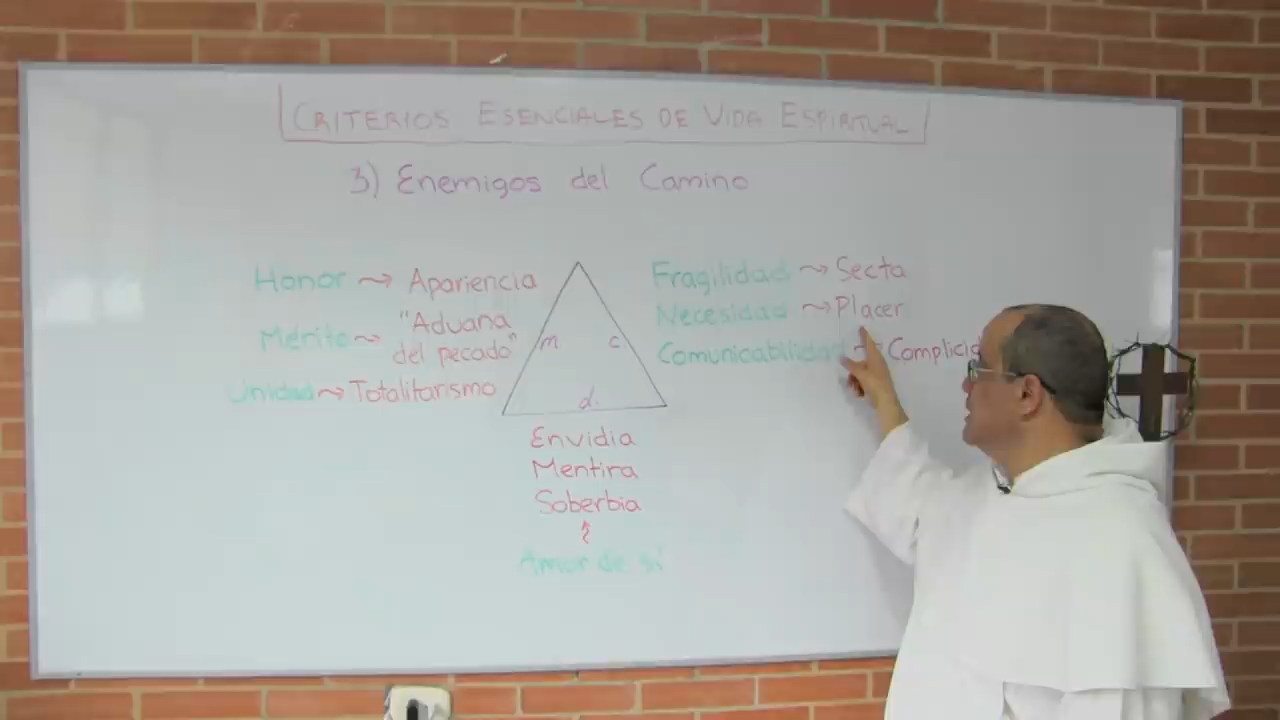 CRITERIOS ESENCIALES DE VIDA ESPIRITUAL
3) Enemigos del Camino
Honor ⤳ Apariencia
Mérito ⤳ "Aduana
del pecado"
Unidad ⤳ Totalitarismo
m
c
d.
Fragilidad ⤳ Secta
Necesidad ⤳ Placer
Comunicabilidad ⤳ Complicid
Envidia
Mentira
Soberbia
Amor de sí